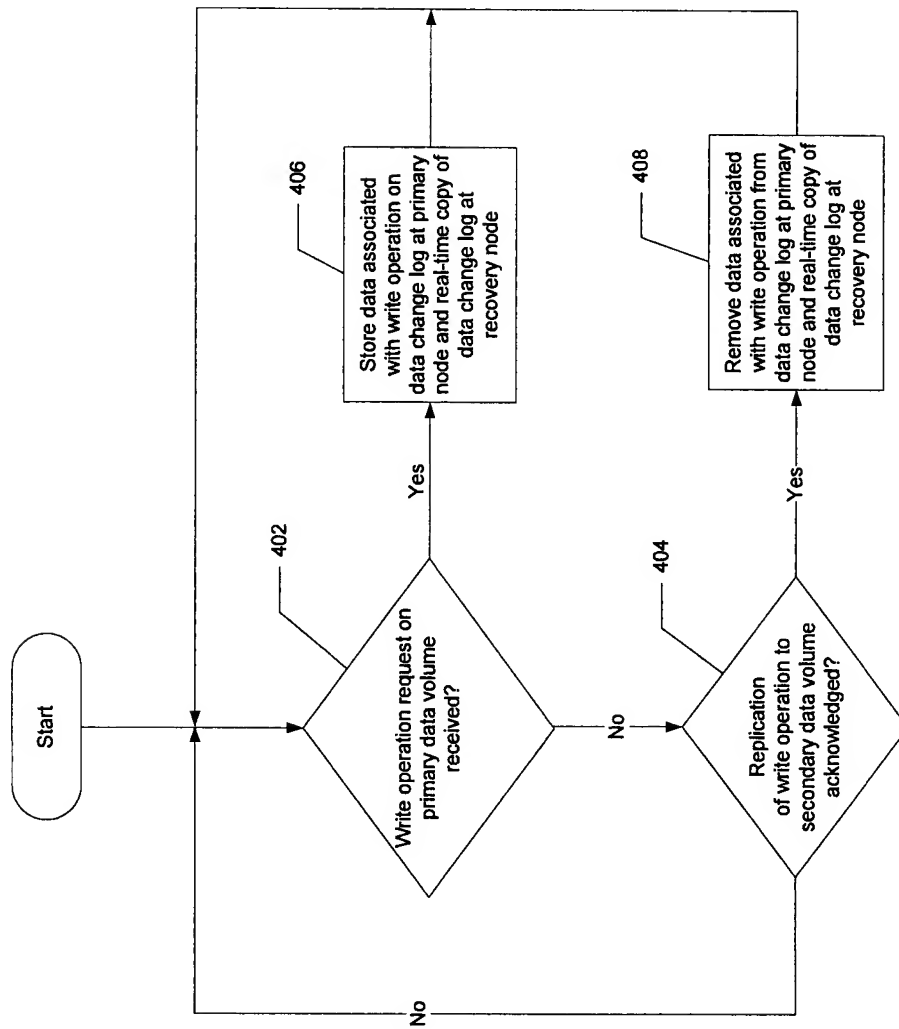 Start
402
Write operation request on
primary data volume
received?
Yes
406
Store data associated
with write operation on
data change log at primary
node and real-time copy of
data change log at
recovery node
No
404
Replication
of write operation to
secondary data volume
acknowledged?
Yes
408
Remove data associated
with write operation from
data change log at primary
node and real-time copy of
data change log at
recovery node
No